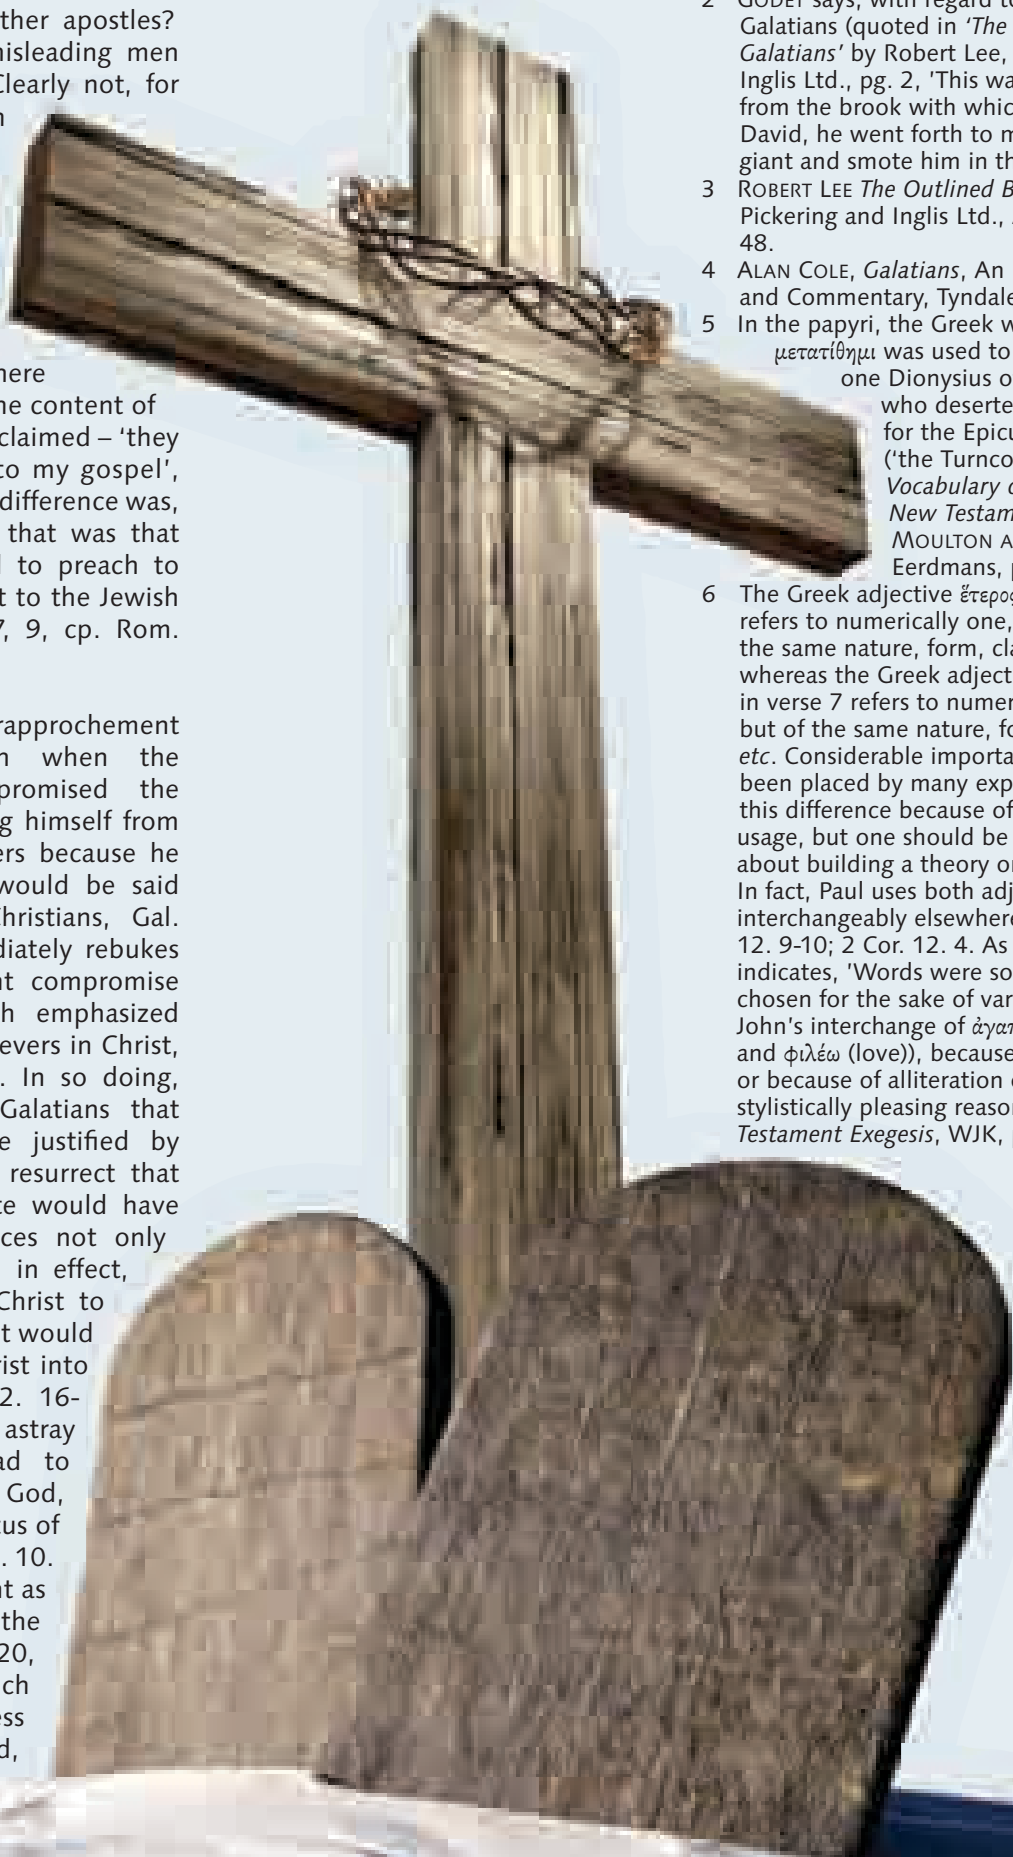 ther apostles?
misleading men
Clearly not, for
here
ne content of
claimed – ‘they
to my gospel’,
difference was,
that was that
to preach to
t to the Jewish
7, 9, cp. Rom.
rapprochement
when the
promised the
g himself from
ers because he
would be said
Christians, Gal.
diately rebukes
nt compromise
h emphasized
evers in Christ,
. In so doing,
Galatians that
e justified by
resurrect that
te would have
ces not only
in effect,
Christ to
t would
rist into
2. 16-
astray
ad to
God,
tus of
. 10.
nt as
the
20,
ch
ess
d,
2 GODET says, with regard to
Galatians (quoted in ‘The
Galatians’ by Robert Lee,
Inglis Ltd., pg. 2, ’This wa
from the brook with whic
David, he went forth to m
giant and smote him in th
3 ROBERT LEE The Outlined B
Pickering and Inglis Ltd.,
48.
4 ALAN COLE, Galatians, An
and Commentary, Tyndale
5 In the papyri, the Greek w
μετατίθημι was used to
one Dionysius o
who deserte
for the Epicu
(‘the Turnco
Vocabulary o
New Testam
MOULTON A
Eerdmans, p
6 The Greek adjective ἕτερος
refers to numerically one,
the same nature, form, cla
whereas the Greek adject
in verse 7 refers to numer
but of the same nature, fo
etc. Considerable importa
been placed by many exp
this difference because of
usage, but one should be
about building a theory o
In fact, Paul uses both adj
interchangeably elsewhere
12. 9-10; 2 Cor. 12. 4. As
indicates, ’Words were so
chosen for the sake of var
John’s interchange of ἀγαπ
and φιλέω (love)), because
or because of alliteration
stylistically pleasing reason
Testament Exegesis, WJK,